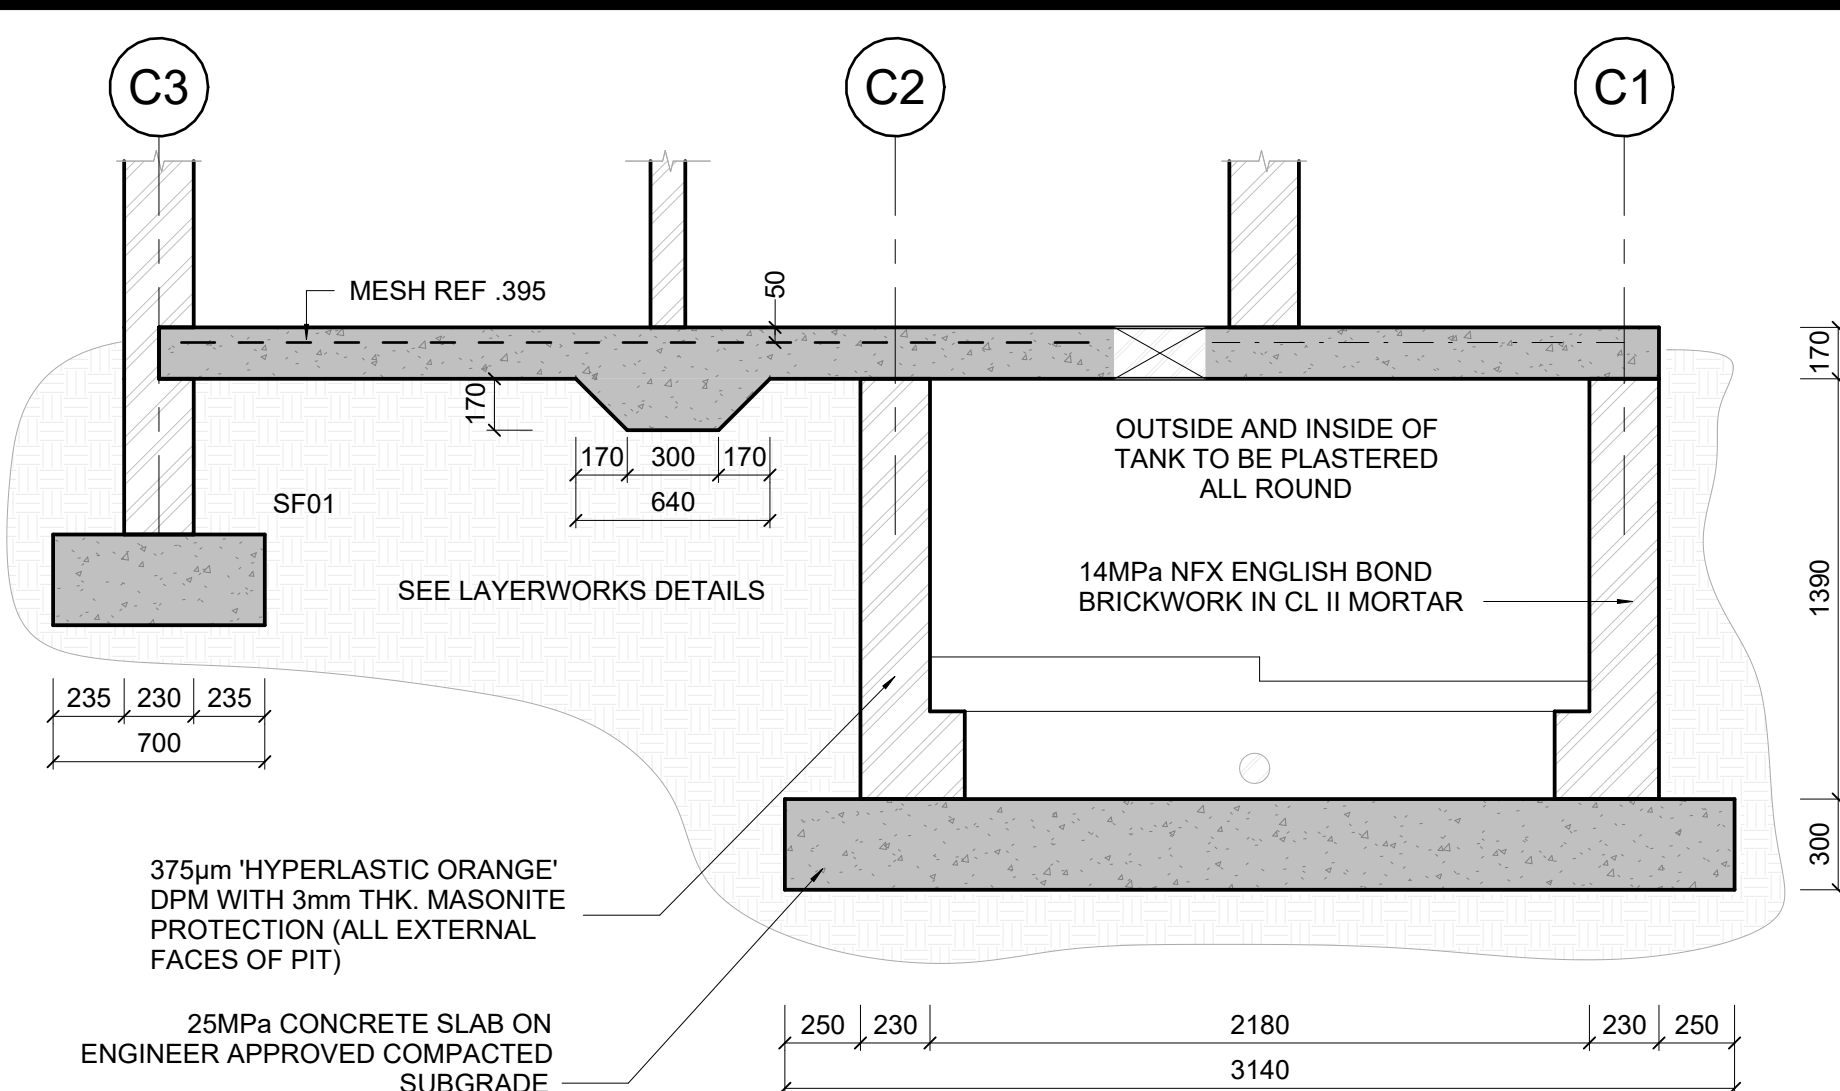 C3
C2
C1
MESH REF .395
50
170
170
OUTSIDE AND INSIDE OF
TANK TO BE PLASTERED
ALL ROUND
170 300 170
640
SF01
SEE LAYERWORKS DETAILS
14MPa NFX ENGLISH BOND
BRICKWORK IN CL II MORTAR
1390
235 230 235
700
300
375µm 'HYPERLASTIC ORANGE'
DPM WITH 3mm THK. MASONITE
PROTECTION (ALL EXTERNAL
FACES OF PIT)
25MPa CONCRETE SLAB ON
ENGINEER APPROVED COMPACTED
SUBGRADE
250 230 2180 230 250
3140